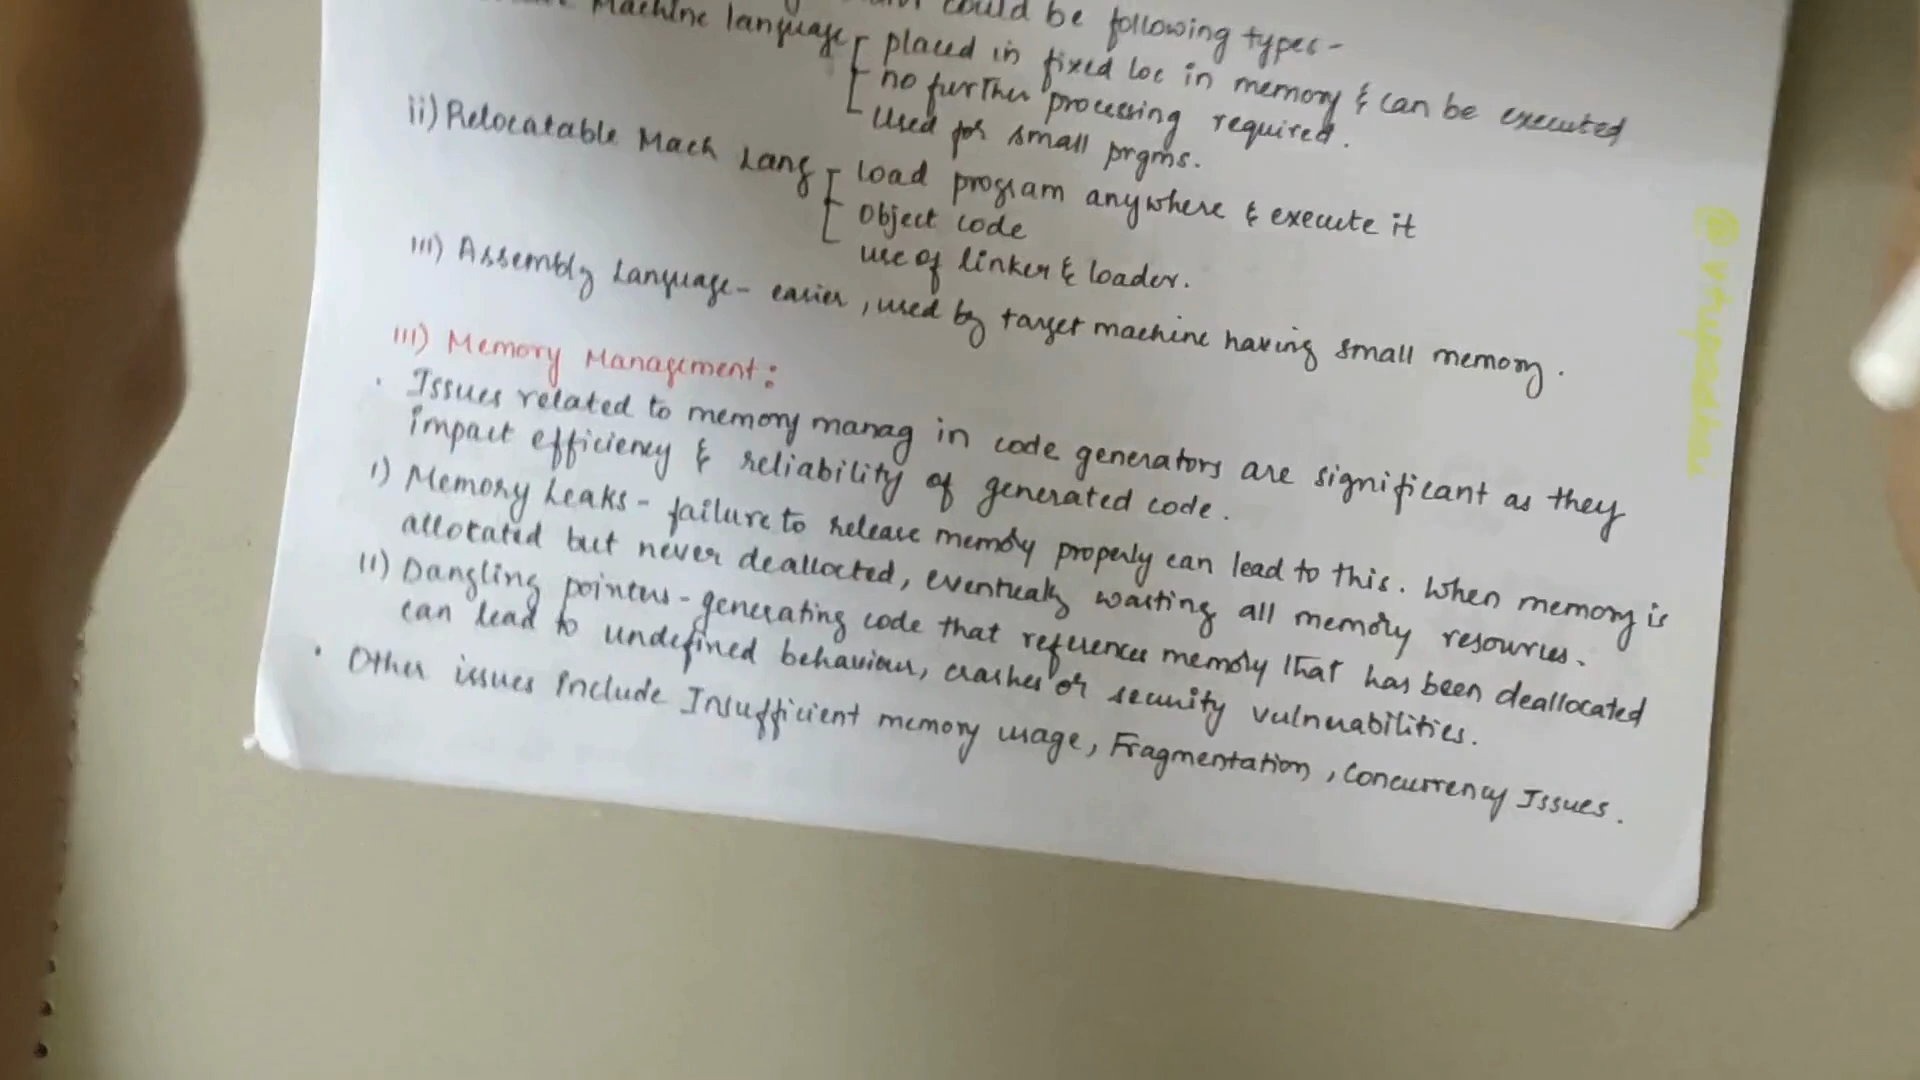 could be following types-
Machine language - placed in fixed loc in memory & can be executed
- no further processing required.
- Used for small prgms.
ii) Relocatable Mach Lang - load program anywhere & execute it
Object code
use of linker & loader.
iii) Assembly Language - easier, used by target machine having small memory.
III) Memory Management:
. Issues related to memory manag in code generators are significant as they
impact efficiency & reliability of generated code.
i) Memory Leaks - failure to release memory properly can lead to this. When memory is
allotated but never deallocted, eventually wasting all memory resources.
ii) Dangling pointers - generating code that references memory that has been deallocated
can lead to undefined behaviour, crashes or security vulnerabilities.
. Other issues include Insufficient memory usage, Fragmentation, Concurrency Issues.
@vtupadhai